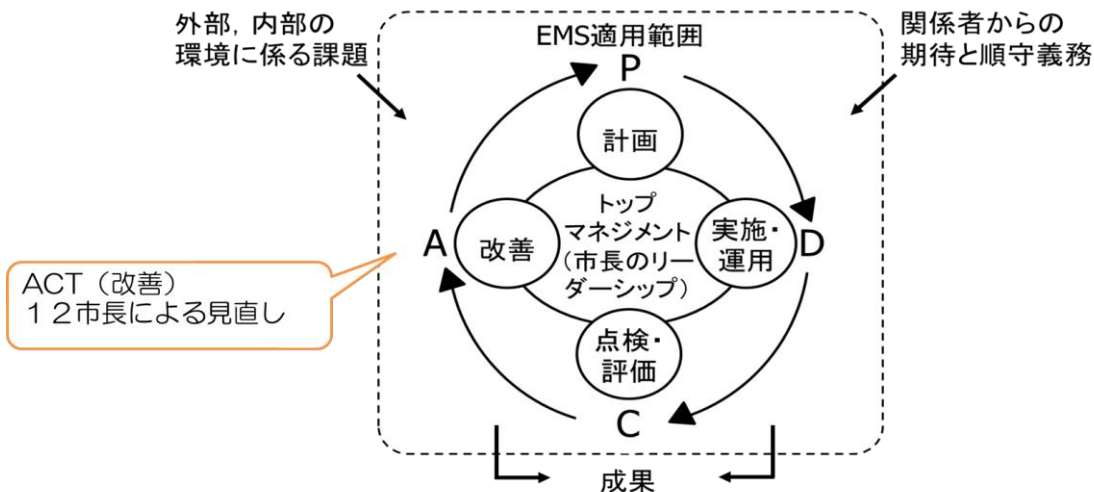 外部，内部の
環境に係る課題
関係者からの
期待と順守義務
EMS適用範囲
P
計画
トップ
マネジメント
（市長のリー
ダーシップ）
A
改善
実施・
運用
D
ACT（改善）
１２市長による見直し
点検・
評価
C
成果